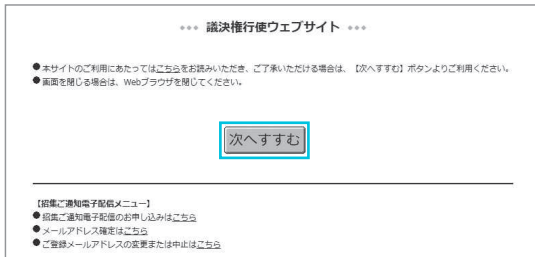 *** 議決権行使ウェブサイト ***
●本サイトのご利用にあたってはこちらをお読みいただき、ご了承いただける場合は、【次へすすむ】ボタンよりご利用ください。
●画面を閉じる場合は、Webブラウザを閉じてください。
次へすすむ
【招集ご通知電子配信メニュー】
●招集ご通知電子配信のお申し込みはこちら
●メールアドレス確定はこちら
●ご登録メールアドレスの変更または中止はこちら